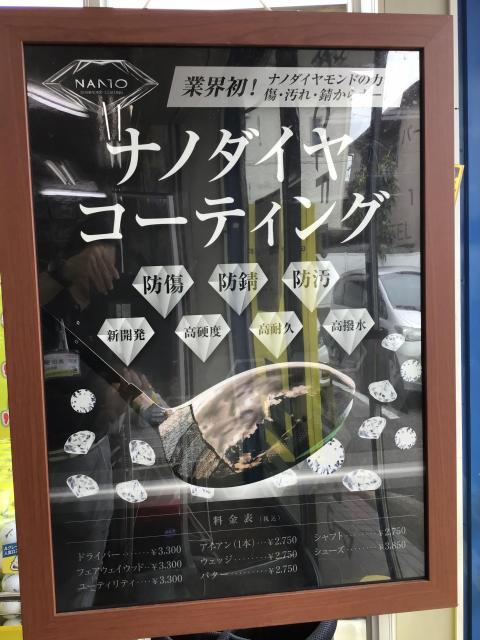 NANO
DIAMOND COATING
業界初！
ナノダイヤモンドの力
傷・汚れ・錆から
ナノダイヤ
コーティング
防傷
防錆
防汚
新開発
高硬度
高耐久
高撥水
料金表（税込）
ドライバー・・・・¥3.300
フェアウェイウッド・・¥3.300
ユーティリティ・・・・¥3.300
アイアン（1本）・・¥2.750
ウェッジ・・・・・・・¥2.750
パター・・・・・・・・¥2.750
シャフト・・・・・・¥2.750
シューズ・・・・・・¥3.850